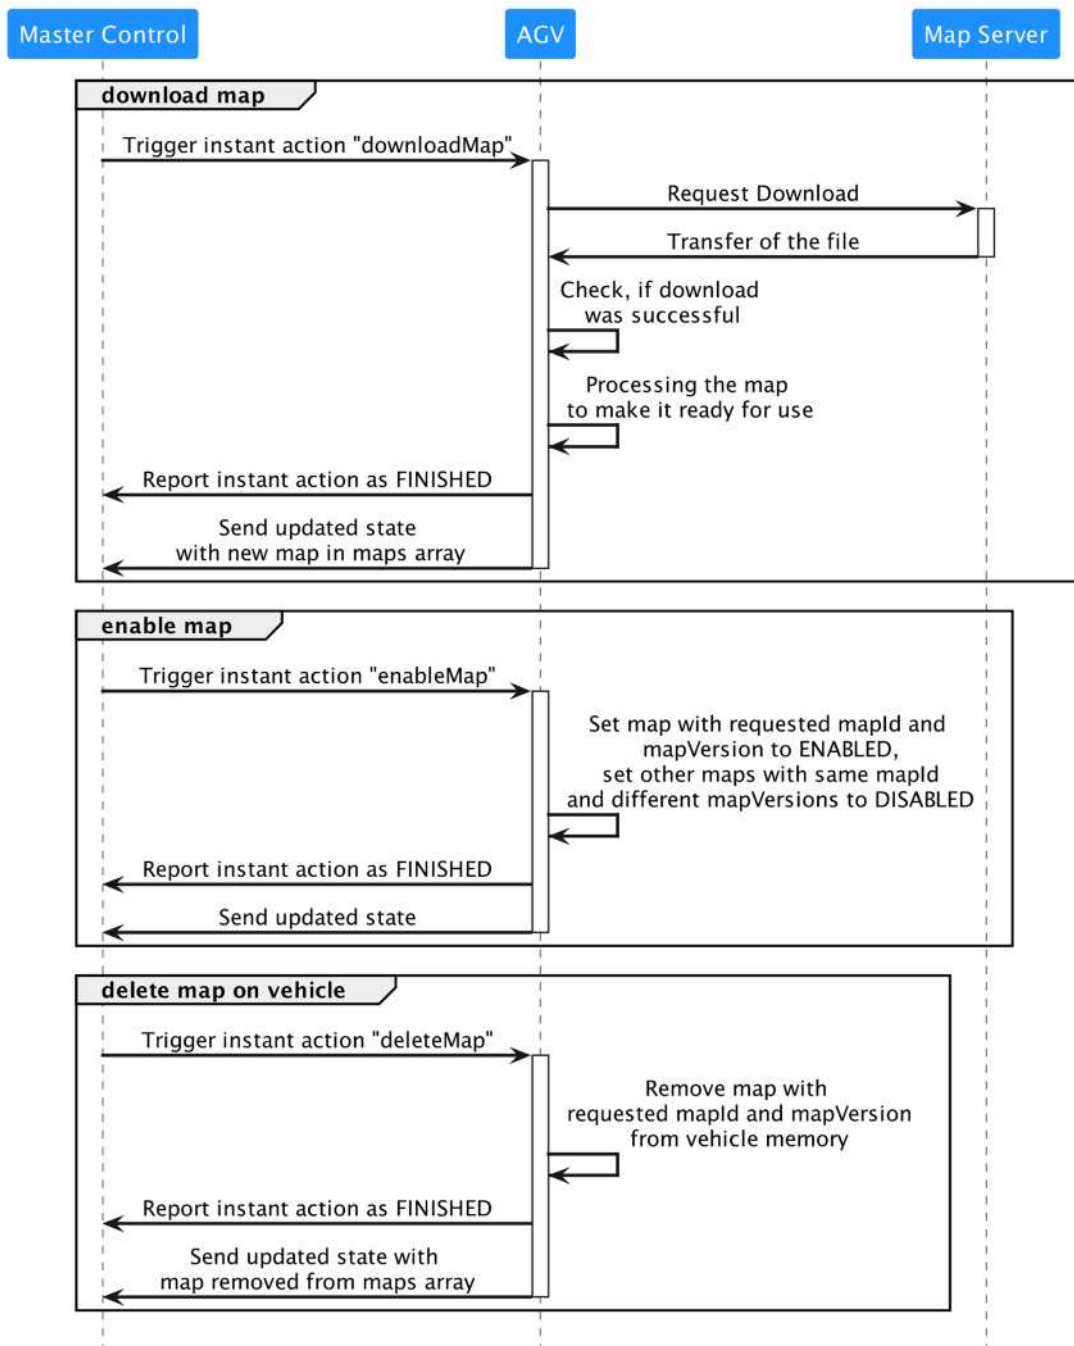 Master Control
AGV
Map Server
download map
Trigger instant action "downloadMap"
Request Download
Transfer of the file
Check, if download
was successful
Processing the map
to make it ready for use
Report instant action as FINISHED
Send updated state
with new map in maps array
enable map
Trigger instant action "enableMap"
Set map with requested mapId and
mapVersion to ENABLED,
set other maps with same mapId
and different mapVersions to DISABLED
Report instant action as FINISHED
Send updated state
delete map on vehicle
Trigger instant action "deleteMap"
Remove map with
requested mapId and mapVersion
from vehicle memory
Report instant action as FINISHED
Send updated state with
map removed from maps array